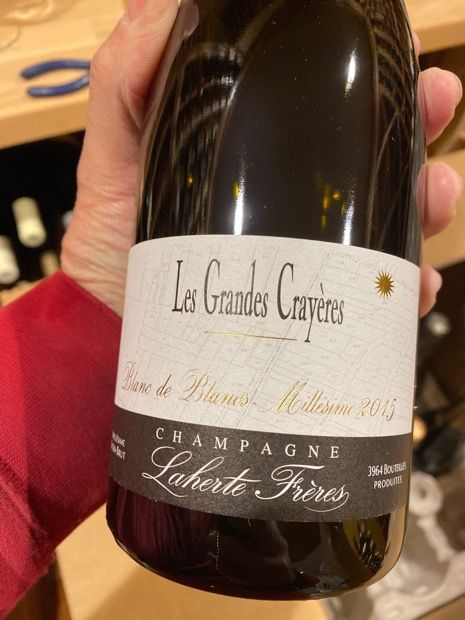 Les Grandes Crayères
Blanc de Blancs - Millésime 2015
CHAMPAGNE
Laherte Frères
3964 BOUTEILLES
PRODUITES